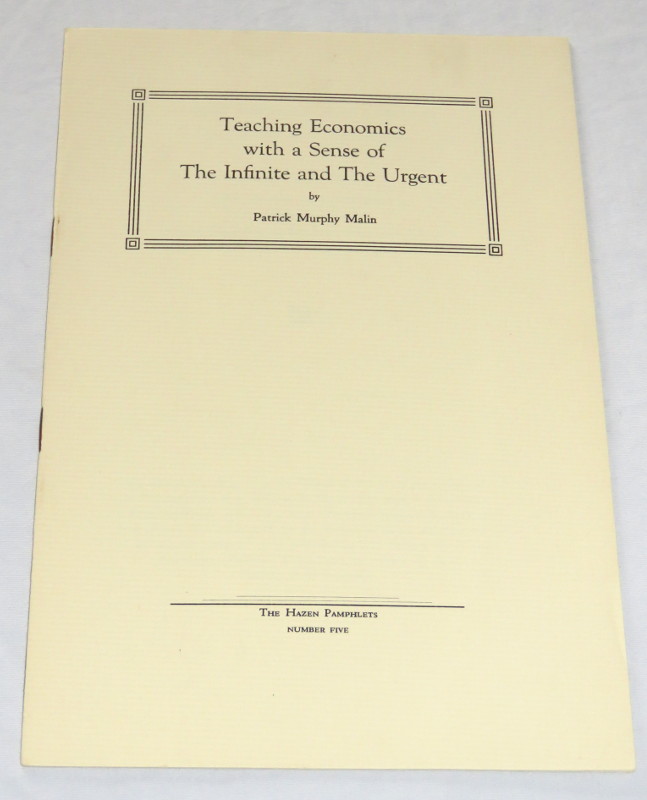 Teaching Economics
with a Sense of
The Infinite and The Urgent
by
Patrick Murphy Malin
The Hazen Pamphlets
NUMBER FIVE